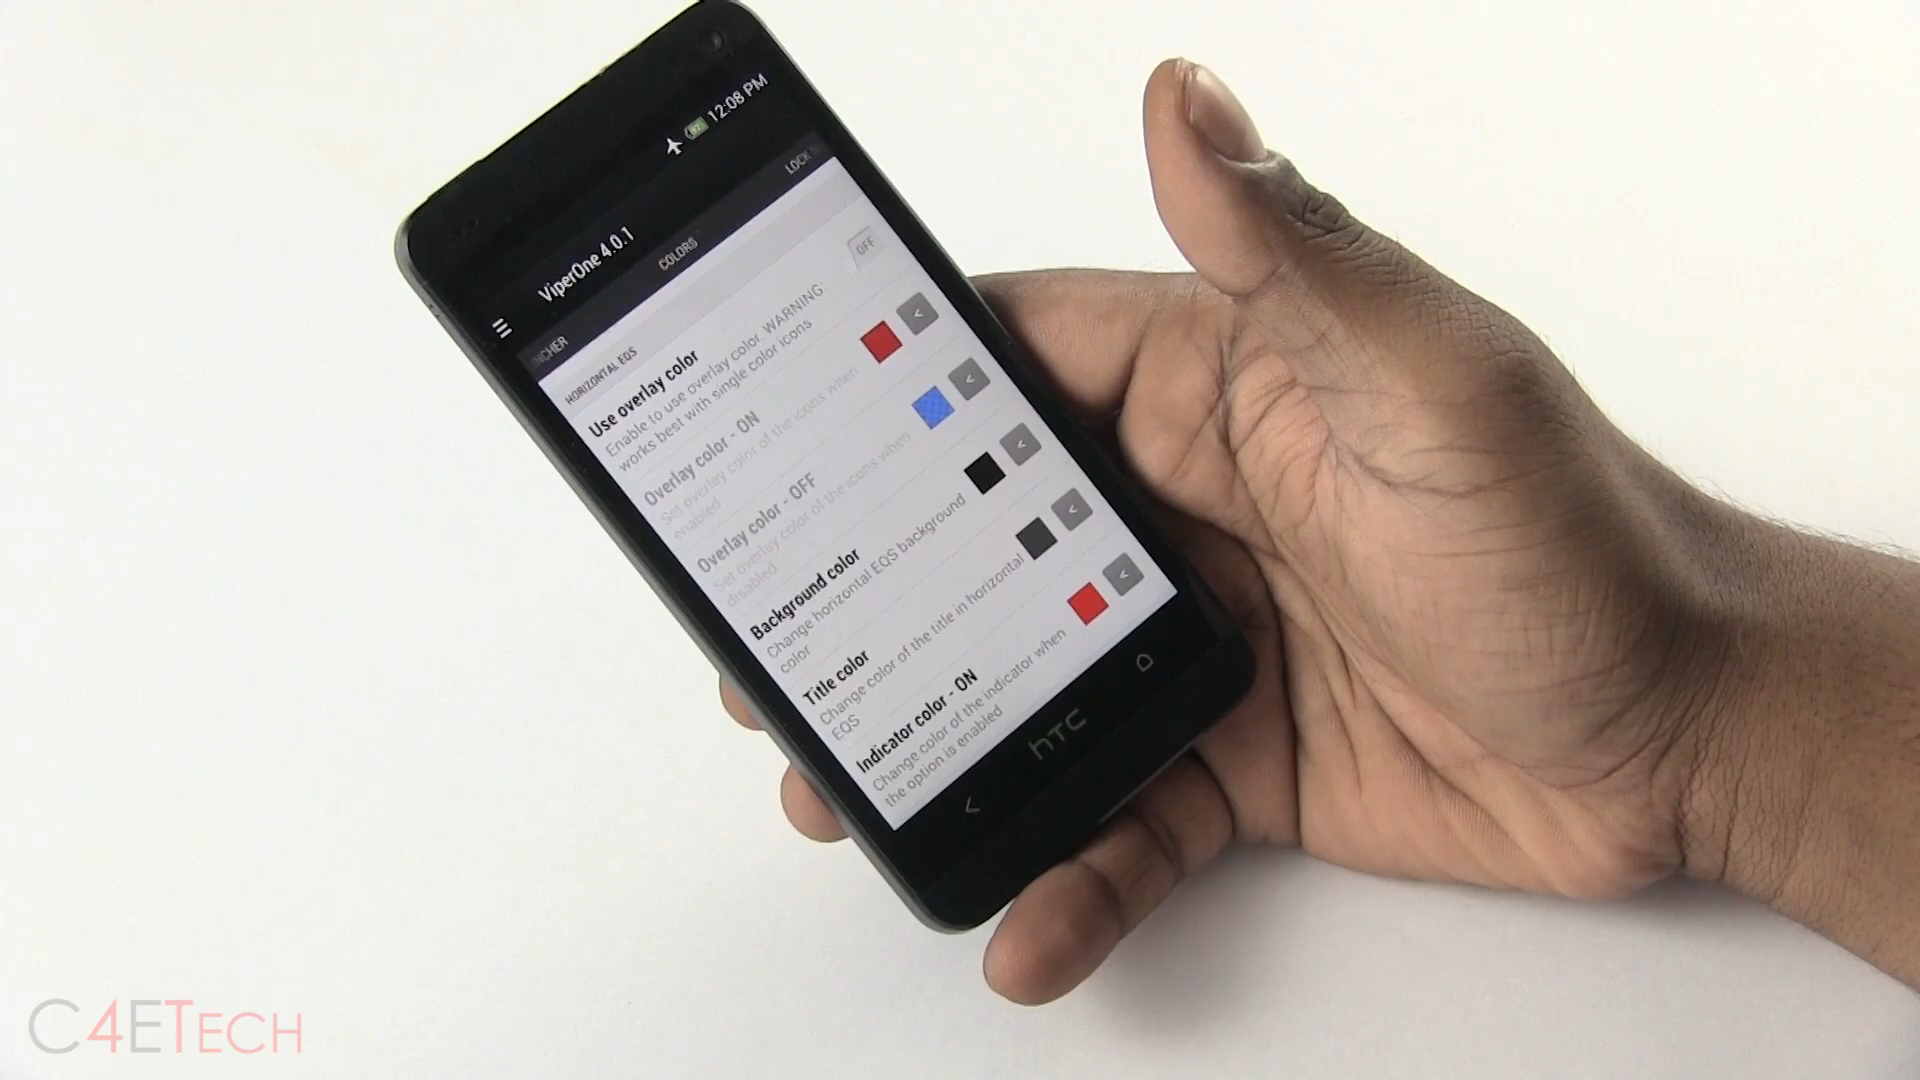 12:08 PM
ViperOne 4.0.1
NCHER
COLORS
LOCK
HORIZONTAL EQS
Use overlay color
Enable to use overlay color. WARNING:
works best with single color icons
OFF
Overlay color - ON
Set overlay color of the icons when
enabled
Overlay color - OFF
Set overlay color of the icons when
disabled
Background color
Change horizontal EQS background
color
Title color
Change color of the title in horizontal
EQS
Indicator color - ON
Change color of the indicator when
the option is enabled
hTC
C4ETECH